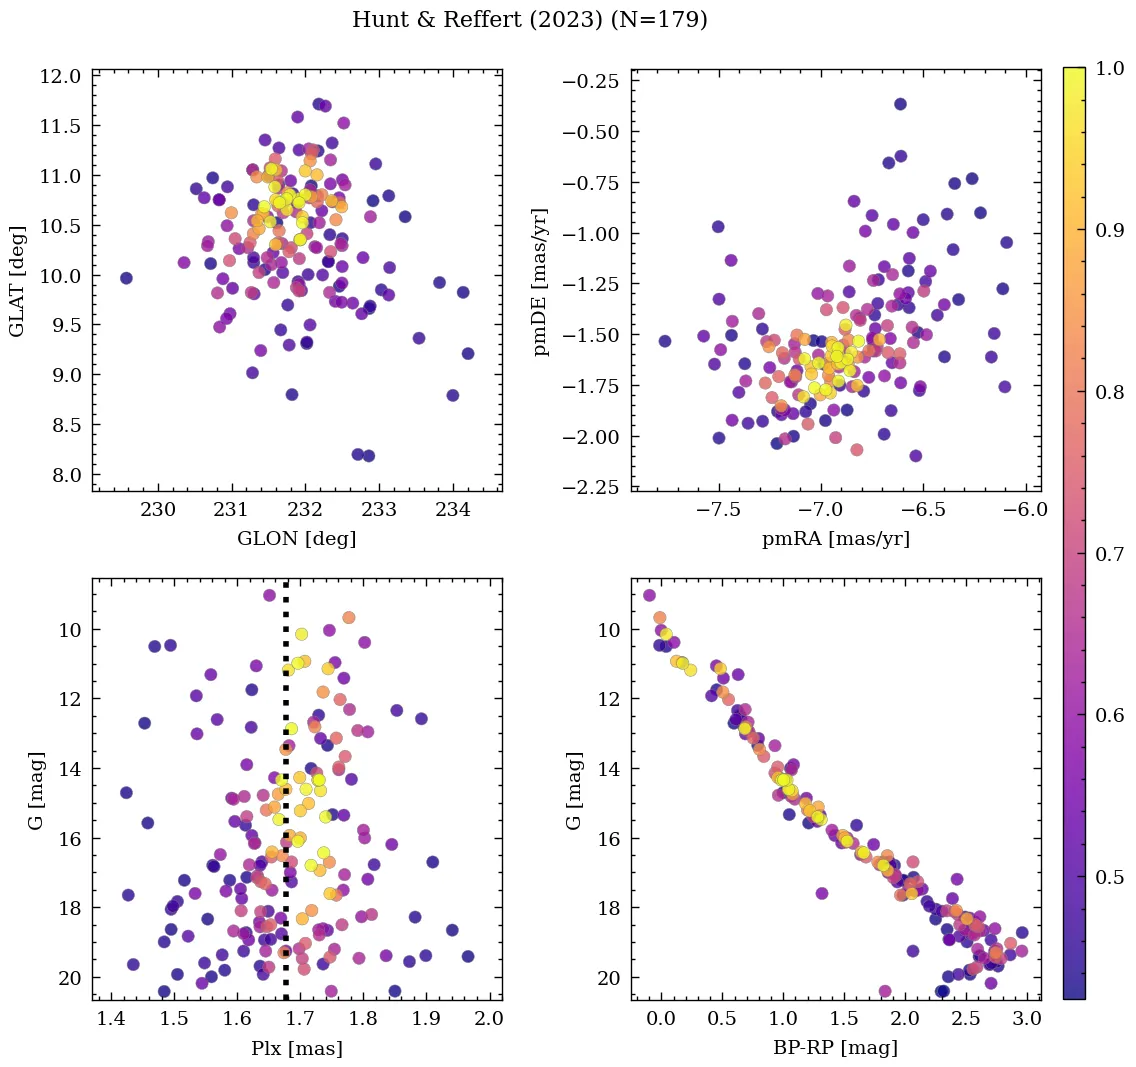 Hunt & Reffert (2023) (N=179)
12.0
11.5
11.0
10.5
10.0
9.5
9.0
8.5
8.0
GLAT [deg]
230 231 232 233 234
GLON [deg]
−0.25
−0.50
−0.75
−1.00
−1.25
−1.50
−1.75
−2.00
−2.25
pmDE [mas/yr]
−7.5 −7.0 −6.5 −6.0
pmRA [mas/yr]
1.0
0.9
0.8
0.7
0.6
0.5
10
12
14
16
18
20
G [mag]
1.4 1.5 1.6 1.7 1.8 1.9 2.0
Plx [mas]
10
12
14
16
18
20
G [mag]
0.0 0.5 1.0 1.5 2.0 2.5 3.0
BP-RP [mag]